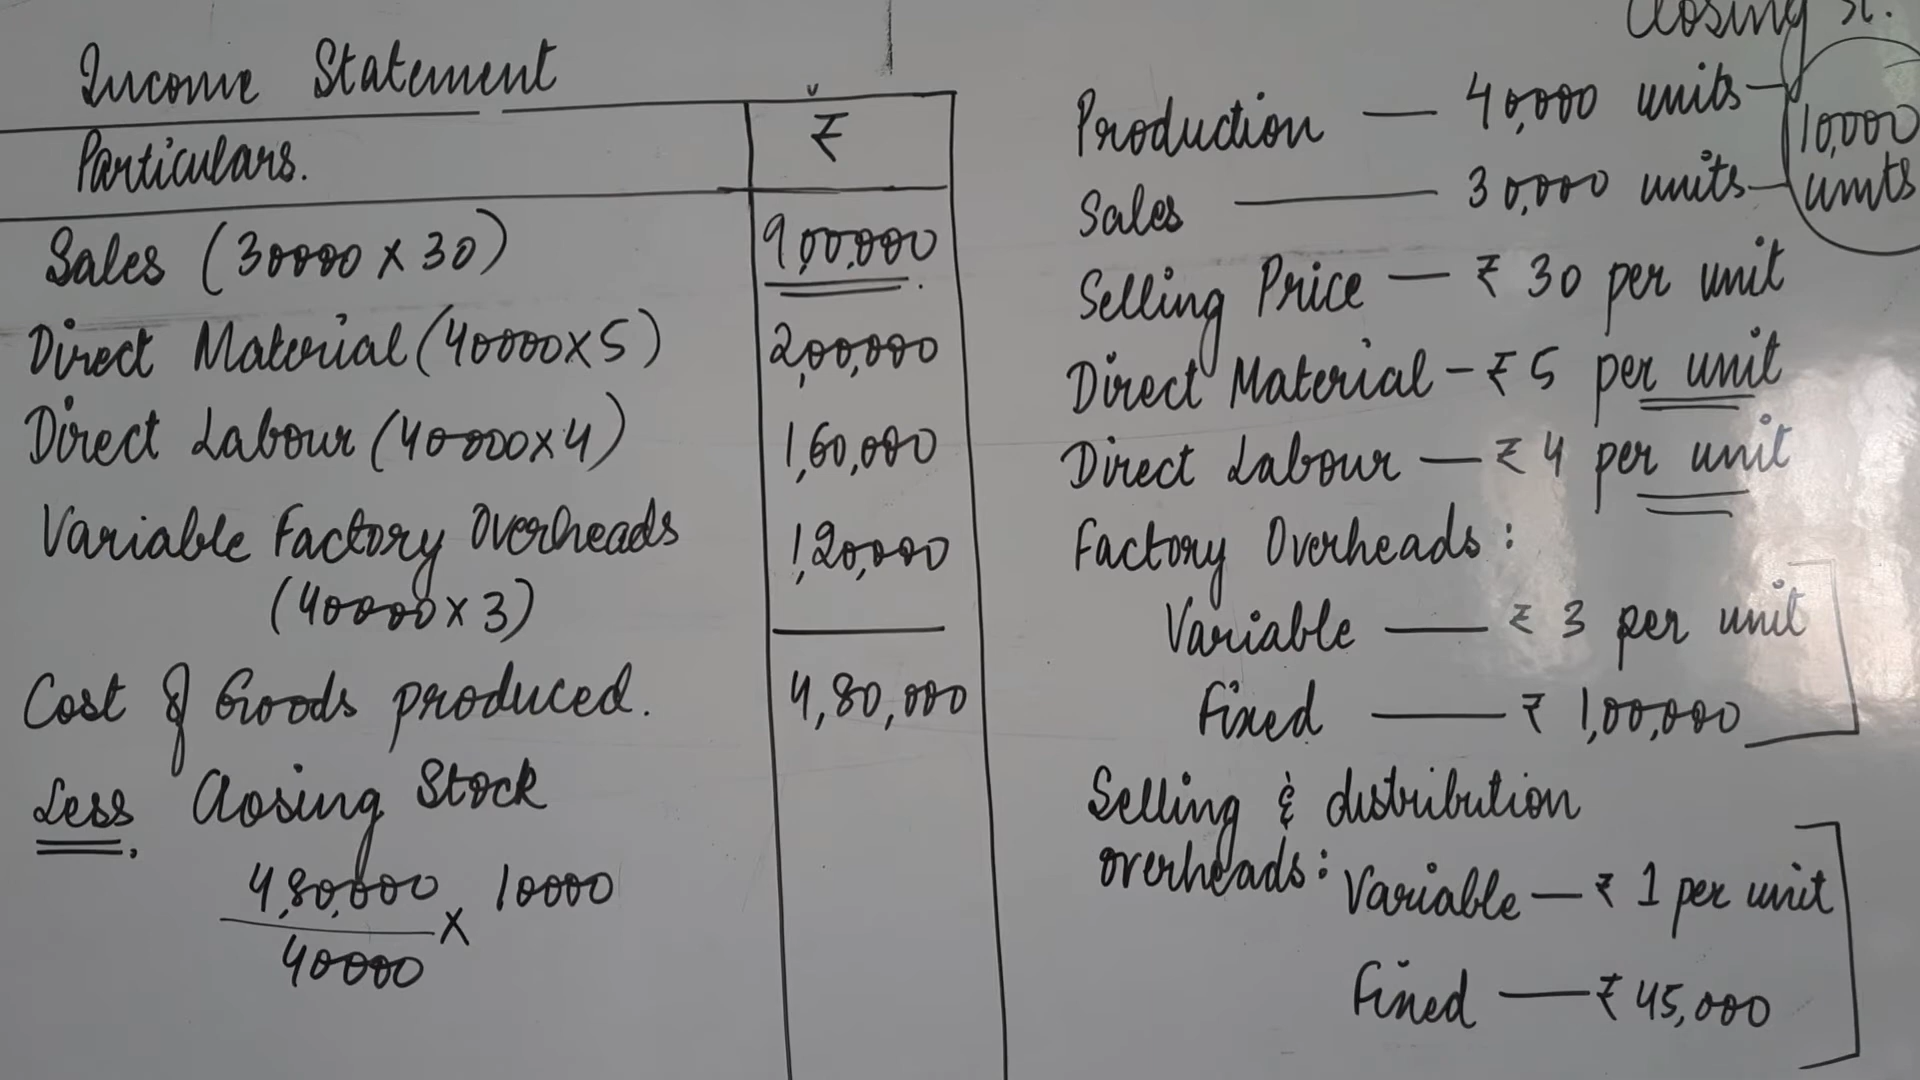 Income Statement
Particulars. ₹
Sales (30000 x 30) 9,00,000
Direct Material (40000x5) 2,00,000
Direct Labour (40000x4) 1,60,000
Variable Factory Overheads 1,20,000
(40000 x 3)
Cost of Goods produced. 4,80,000
Less Closing Stock
4,80,000 x 10000
40000
Closing st.
Production — 40,000 units
10,000 units
Sales — 30,000 units
Selling Price — ₹ 30 per unit
Direct Material - ₹ 5 per unit
Direct Labour — ₹ 4 per unit
Factory Overheads :
Variable — ₹ 3 per unit
Fixed — ₹ 1,00,000
Selling & distribution
overheads : Variable — ₹ 1 per unit
Fixed — ₹ 45,000